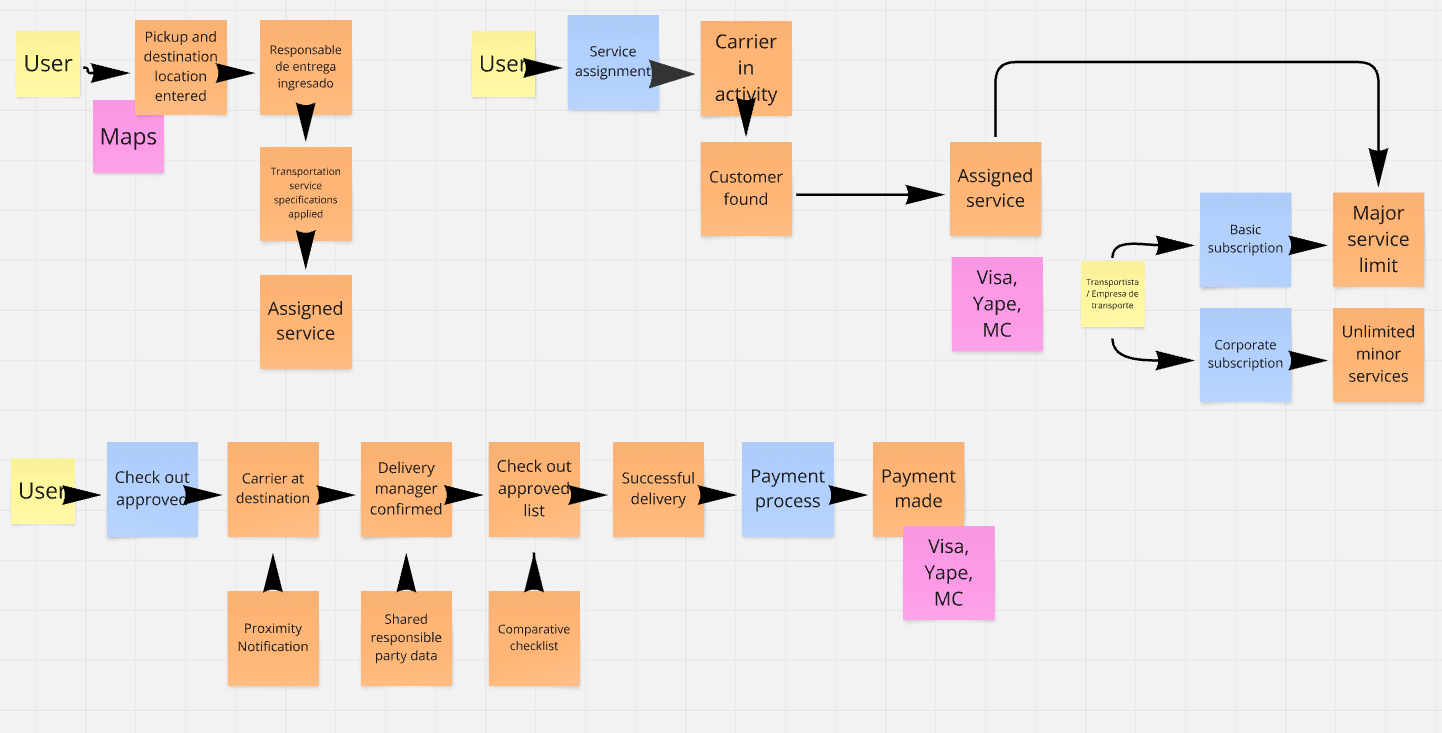 User
Pickup and
destination
location
entered
Maps
Responsable
de entrega
ingresado
Transportation
service
specifications
applied
Assigned
service
User
Service
assignment
Carrier
in
activity
Customer
found
Assigned
service
Visa,
Yape,
MC
Transportista
/ Empresa de
transporte
Basic
subscription
Major
service
limit
Corporate
subscription
Unlimited
minor
services
User
Check out
approved
Carrier at
destination
Delivery
manager
confirmed
Check out
approved
list
Successful
delivery
Payment
process
Payment
made
Visa,
Yape,
MC
Proximity
Notification
Shared
responsible
party data
Comparative
checklist